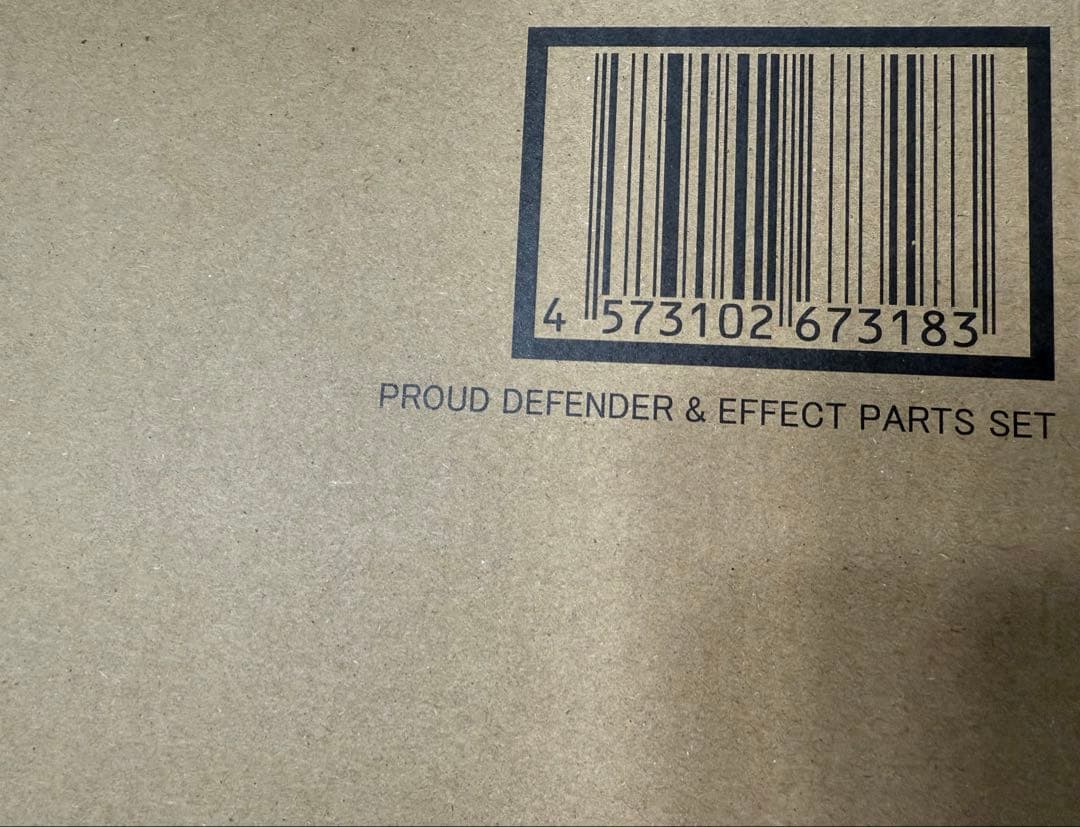 4 573102 673183
PROUD DEFENDER & EFFECT PARTS SET